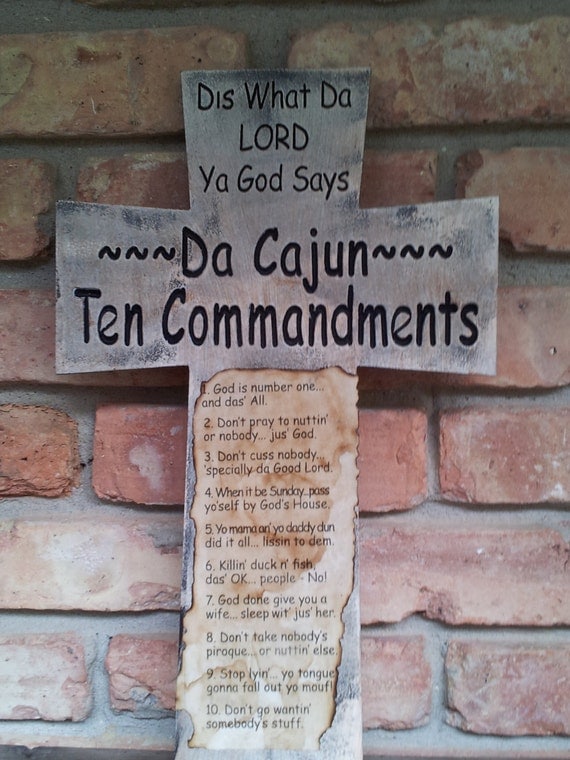 Dis What Da
LORD
Ya God Says
~~~Da Cajun~~~
Ten Commandments
1. God is number one...
and das' All.
2. Don't pray to nuttin'
or nobody... jus' God.
3. Don't cuss nobody...
'specially da Good Lord.
4. When it be Sunday..pass
yo'self by God's House.
5. Yo mama an' yo daddy dun
did it all... lissin to dem.
6. Killin' duck n' fish,
das' OK... people - No!
7. God done give you a
wife... sleep wit' jus' her.
8. Don't take nobody's
piroque... or nuttin' else.
9. Stop lyin'... yo tongue
gonna fall out yo mouf!
10. Don't go wantin'
somebody's stuff.